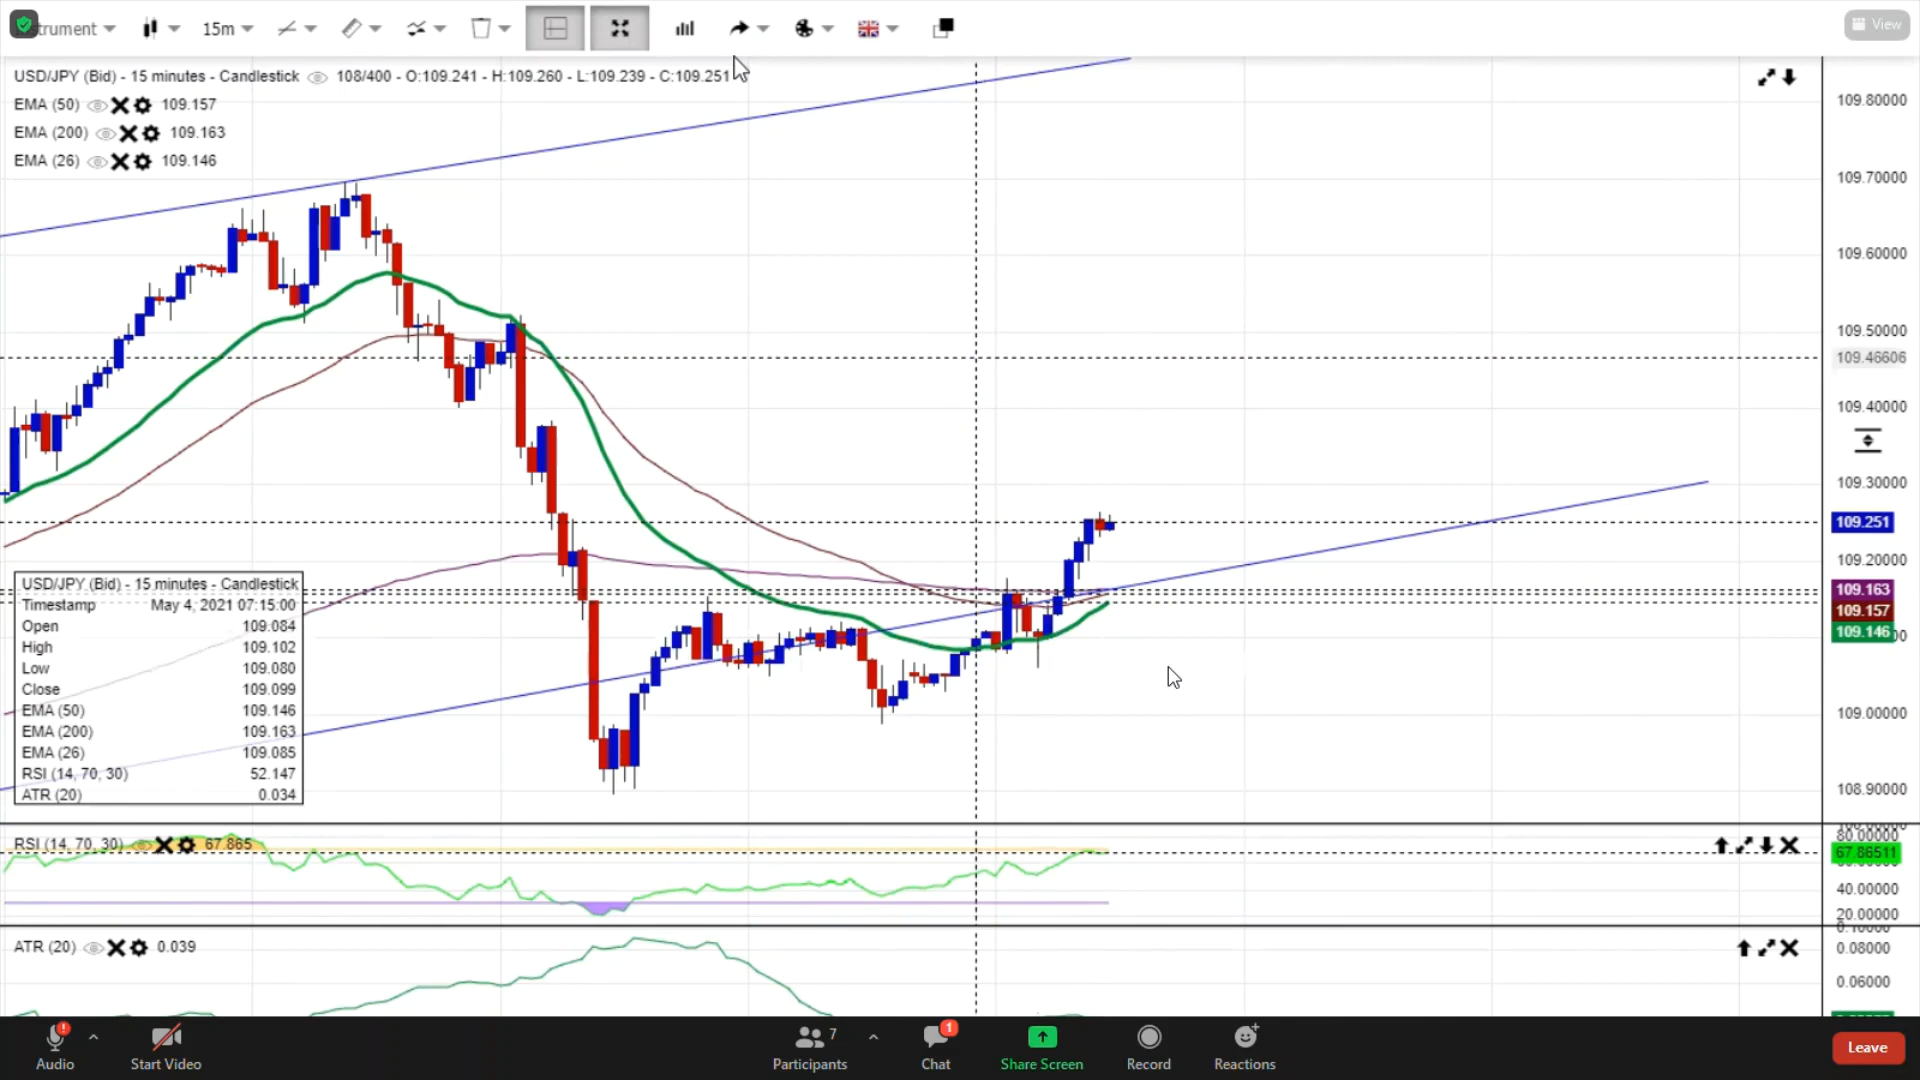 strument
15m
View
USD/JPY (Bid) - 15 minutes - Candlestick 108/400 - O:109.241 - H:109.260 - L:109.239 - C:109.251
EMA (50) 109.157
EMA (200) 109.163
EMA (26) 109.146
109.80000
109.70000
109.60000
109.50000
109.46606
109.40000
109.30000
109.251
109.20000
109.163
109.157
109.146
109.00000
108.90000
USD/JPY (Bid) - 15 minutes - Candlestick
Timestamp May 4, 2021 07:15:00
Open 109.084
High 109.102
Low 109.080
Close 109.099
EMA (50) 109.146
EMA (200) 109.163
EMA (26) 109.085
RSI (14, 70, 30) 52.147
ATR (20) 0.034
RSI (14, 70, 30) 67.865
80.00000
67.86511
40.00000
20.00000
ATR (20) 0.039
0.10000
0.08000
0.06000
Audio
Start Video
7
Participants
1
Chat
Share Screen
Record
Reactions
Leave